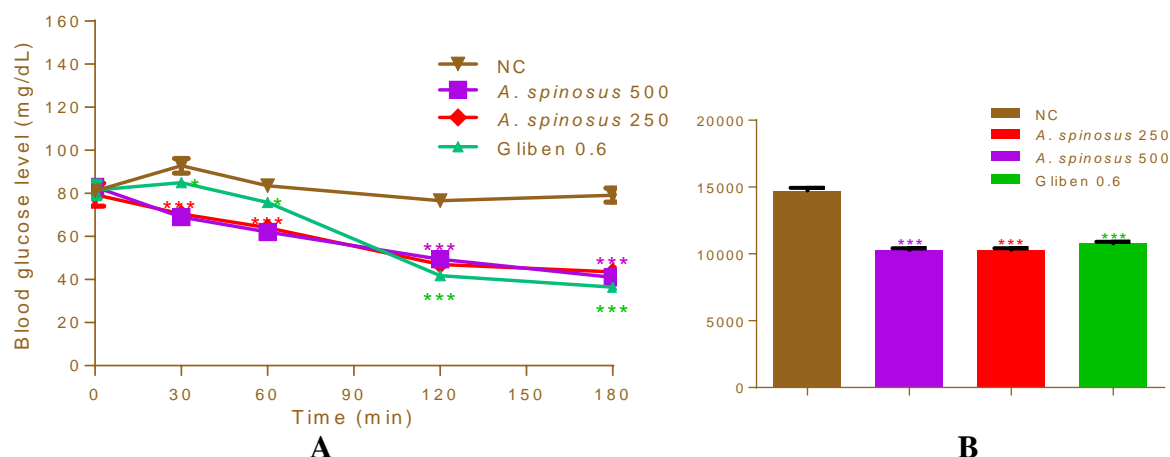 160
140
120
100
80
60
40
20
0
Blood glucose level (mg/dL)
NC
A. spinosus 500
A. spinosus 250
Gliben 0.6
*
*
***
***
***
***
***
***
0 30 60 90 120 150 180
Time (min)
A
NC
A. spinosus 250
A. spinosus 500
Gliben 0.6
20000
15000
10000
5000
0
*** *** ***
B